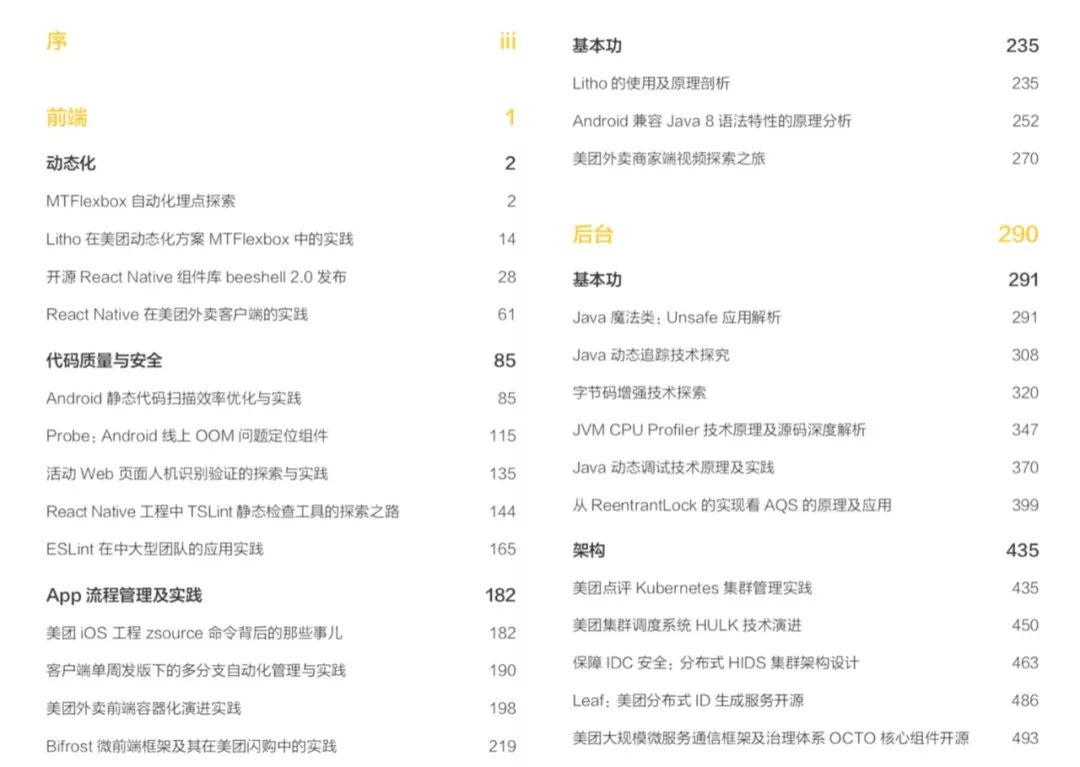 序 iii
前端 1
动态化 2
MTFlexbox 自动化埋点探索 2
Litho 在美团动态化方案 MTFlexbox 中的实践 14
开源 React Native 组件库 beeshell 2.0 发布 28
React Native 在美团外卖客户端的实践 61
代码质量与安全 85
Android 静态代码扫描效率优化与实践 85
Probe：Android 线上 OOM 问题定位组件 115
活动 Web 页面人机识别验证的探索与实践 135
React Native 工程中 TSLint 静态检查工具的探索之路 144
ESLint 在中大型团队的应用实践 165
App 流程管理及实践 182
美团 iOS 工程 zsource 命令背后的那些事儿 182
客户端单周发版下的多分支自动化管理与实践 190
美团外卖前端容器化演进实践 198
Bifrost 微前端框架及其在美团闪购中的实践 219
基本功 235
Litho 的使用及原理剖析 235
Android 兼容 Java 8 语法特性的原理分析 252
美团外卖商家端视频探索之旅 270
后台 290
基本功 291
Java 魔法类：Unsafe 应用解析 291
Java 动态追踪技术探究 308
字节码增强技术探索 320
JVM CPU Profiler 技术原理及源码深度解析 347
Java 动态调试技术原理及实践 370
从 ReentrantLock 的实现看 AQS 的原理及应用 399
架构 435
美团点评 Kubernetes 集群管理实践 435
美团集群调度系统 HULK 技术演进 450
保障 IDC 安全：分布式 HIDS 集群架构设计 463
Leaf：美团分布式 ID 生成服务开源 486
美团大规模微服务通信框架及治理体系 OCTO 核心组件开源 493